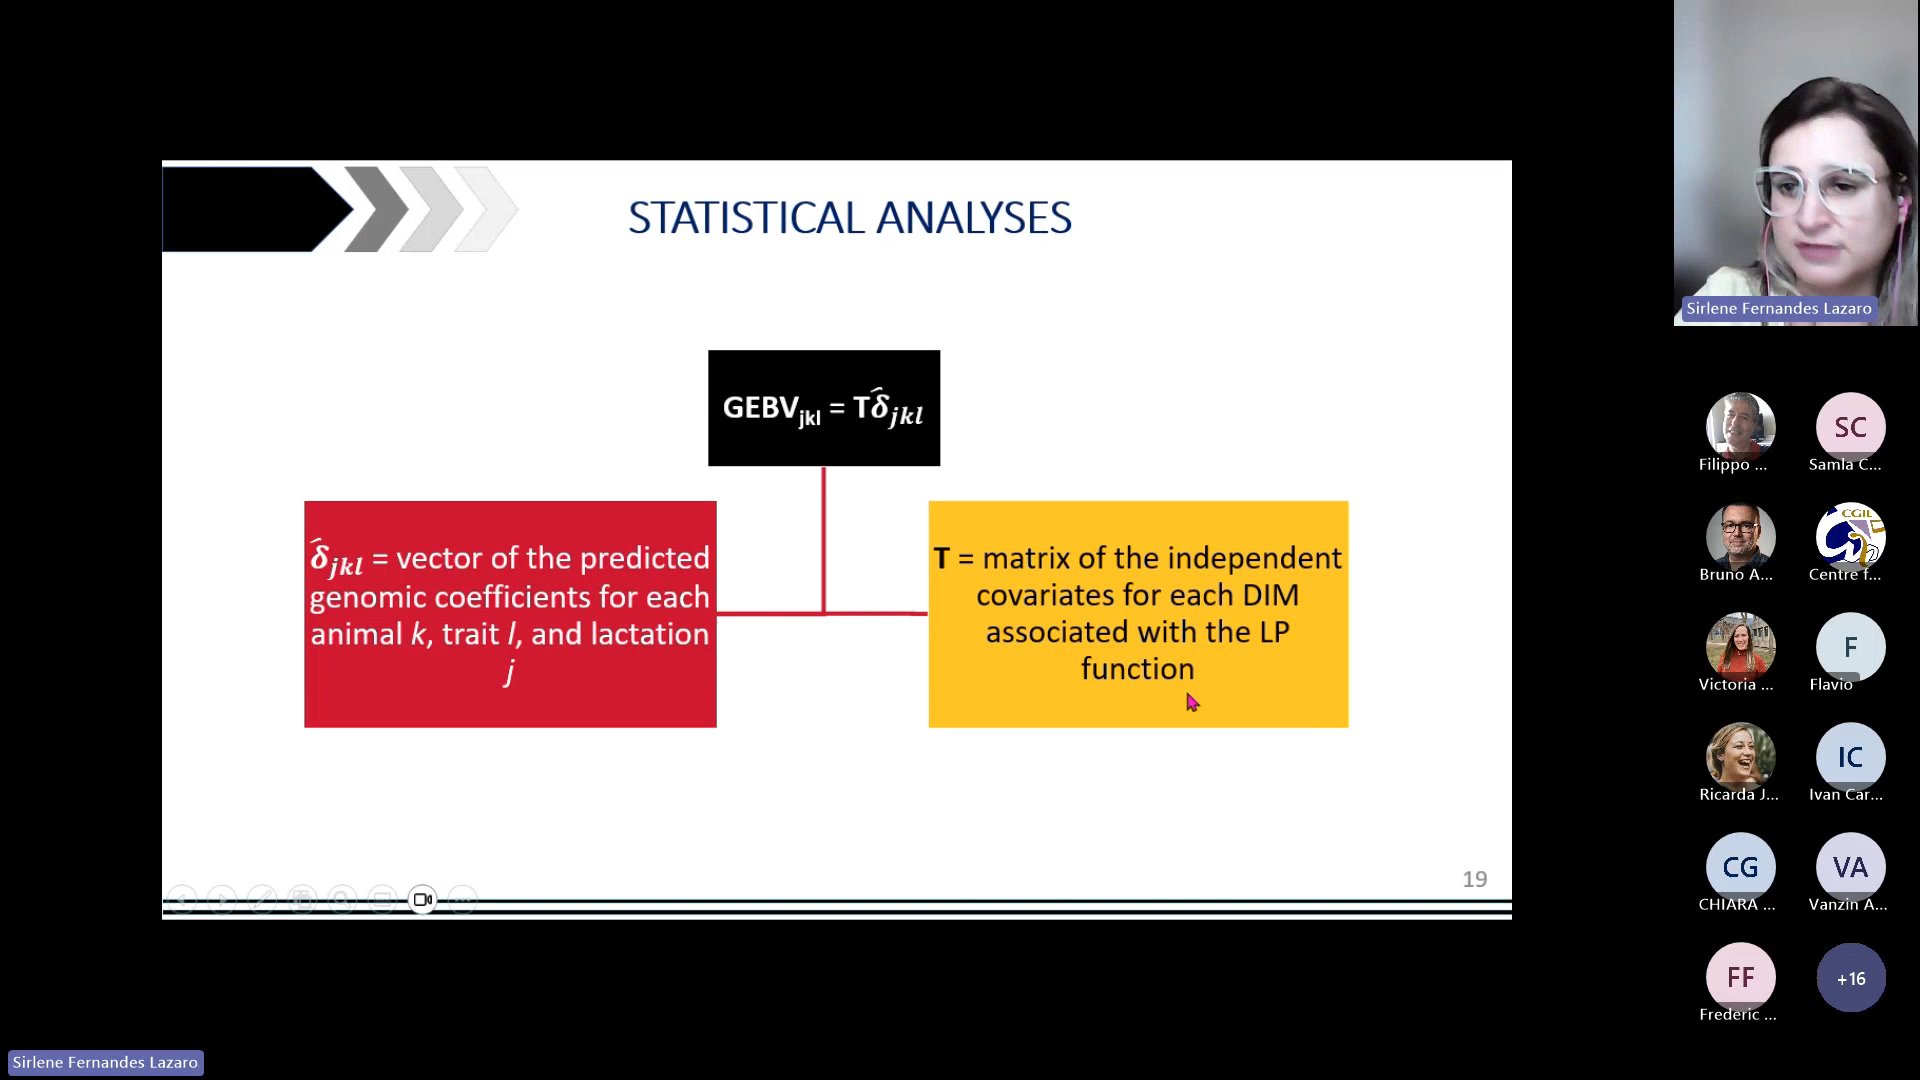 STATISTICAL ANALYSES
GEBVjkl = Tδ̂jkl
δ̂jkl = vector of the predicted
genomic coefficients for each
animal k, trait l, and lactation
j
T = matrix of the independent
covariates for each DIM
associated with the LP
function
19
Sirlene Fernandes Lazaro
Filippo ...
SC
Samla C...
Bruno A...
CGIL
Centre f...
Victoria ...
F
Flavio
Ricarda J...
IC
Ivan Car...
CG
CHIARA ...
VA
Vanzin A...
FF
Frederic ...
+16
Sirlene Fernandes Lazaro